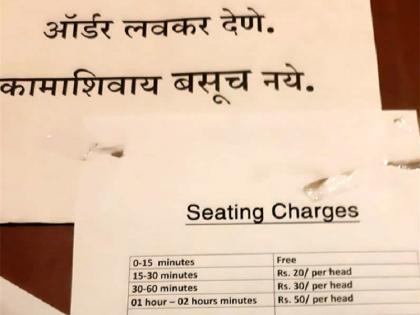 ऑर्डर लवकर देणे.
कामाशिवाय बसूच नये.
Seating Charges
0-15 minutes Free
15-30 minutes Rs. 20/ per head
30-60 minutes Rs. 30/ per head
01 hour – 02 hours minutes Rs. 50/ per head